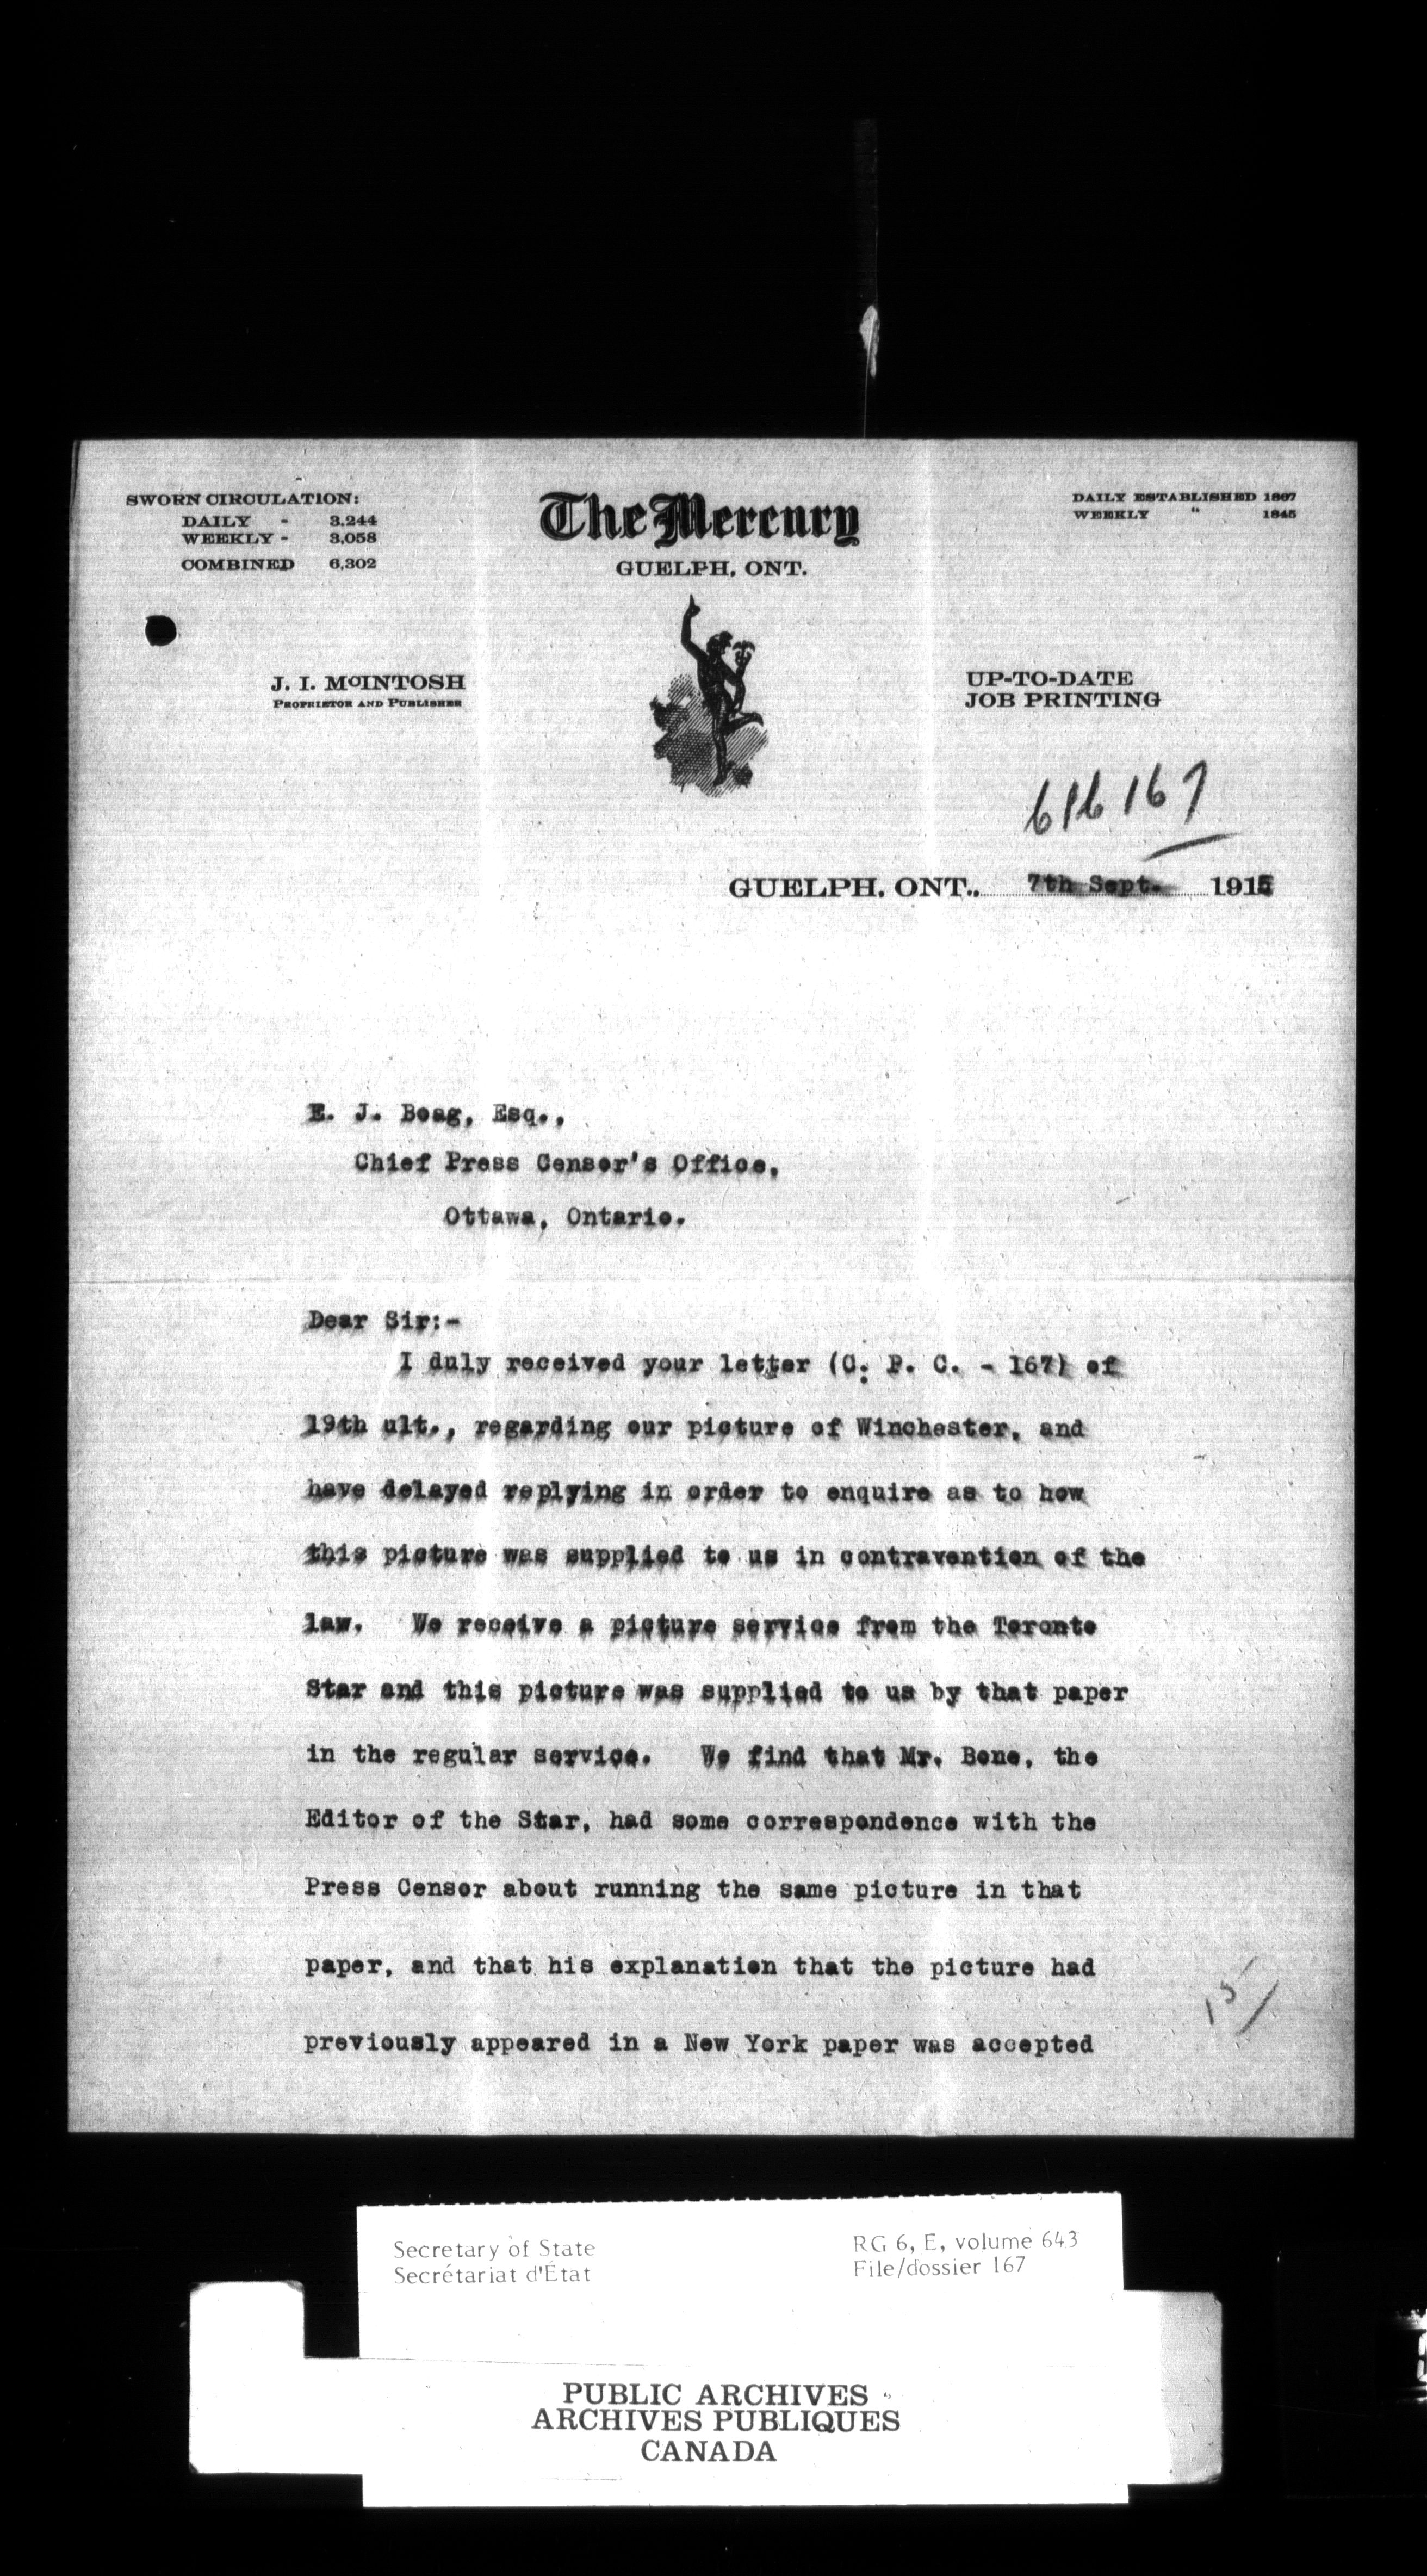 SWORN CIRCULATION:
DAILY - 3,244
WEEKLY - 3,058
COMBINED 6,302
The Mercury
GUELPH, ONT.
DAILY ESTABLISHED 1867
WEEKLY " 1845
J. I. McINTOSH
PROPRIETOR AND PUBLISHER
UP-TO-DATE
JOB PRINTING
616 167
GUELPH, ONT., 7th Sept. 1915
E. J. Boag, Esq.,
Chief Press Censor's Office,
Ottawa, Ontario.
Dear Sir:-
I duly received your letter (C. P. C. - 167) of
19th ult., regarding our picture of Winchester, and
have delayed replying in order to enquire as to how
this picture was supplied to us in contravention of the
law. We receive a picture service from the Toronto
Star and this picture was supplied to us by that paper
in the regular service. We find that Mr. Bone, the
Editor of the Star, had some correspondence with the
Press Censor about running the same picture in that
paper, and that his explanation that the picture had
previously appeared in a New York paper was accepted
Secretary of State
Secrétariat d'État
RG 6, E, volume 643
File/dossier 167
PUBLIC ARCHIVES
ARCHIVES PUBLIQUES
CANADA